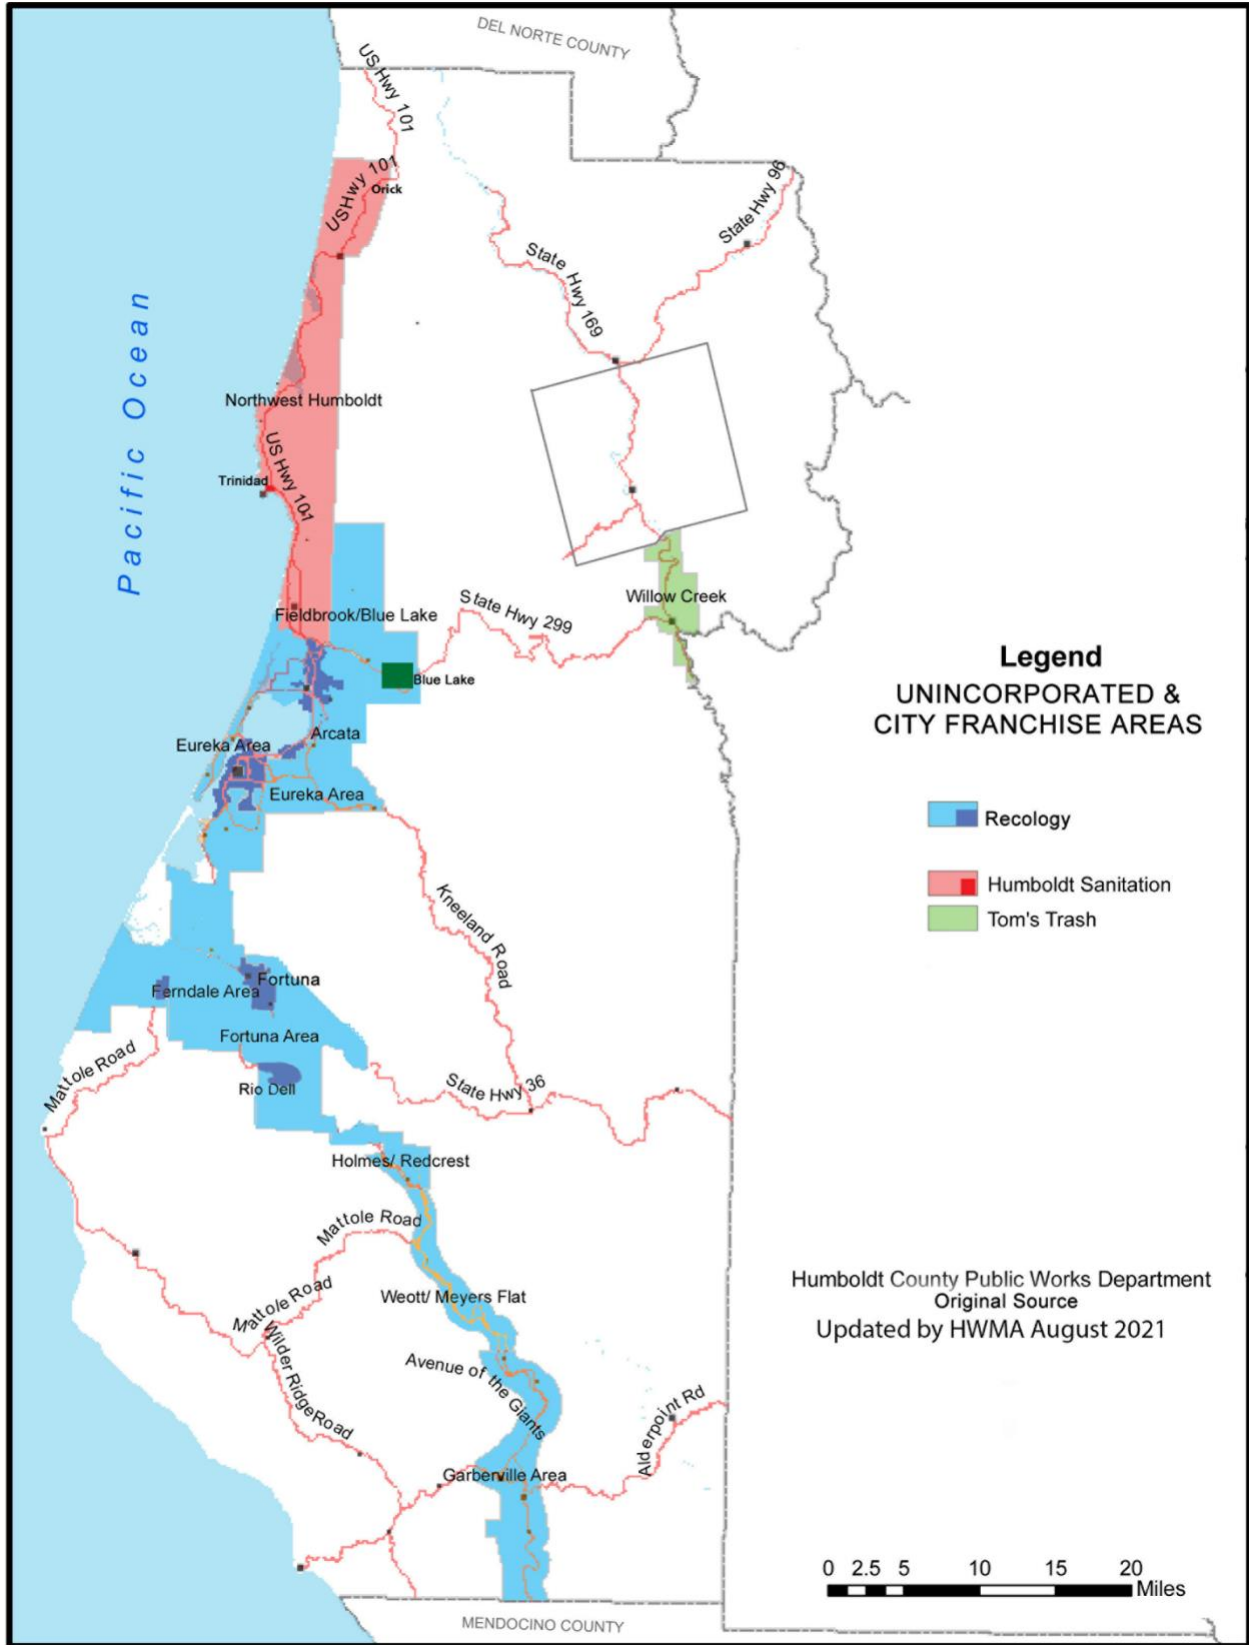 DEL NORTE COUNTY
US Hwy 101
USHwy 101
Orick
State Hwy 96
State Hwy 169
Pacific Ocean
Northwest Humboldt
US Hwy 101
Trinidad
Willow Creek
State Hwy 299
Fieldbrook/Blue Lake
Blue Lake
Arcata
Eureka Area
Eureka Area
Legend
UNINCORPORATED &
CITY FRANCHISE AREAS
Recology
Humboldt Sanitation
Tom's Trash
Kneeland Road
Fortuna
Ferndale Area
Fortuna Area
Mattole Road
Rio Dell
State Hwy 36
Holmes/ Redcrest
Mattole Road
Mattole Road
Weott/ Meyers Flat
Wilder RidgeRoad
Avenue of the Giants
Alderpoint Rd
Garberville Area
Humboldt County Public Works Department
Original Source
Updated by HWMA August 2021
0 2.5 5 10 15 20
Miles
MENDOCINO COUNTY